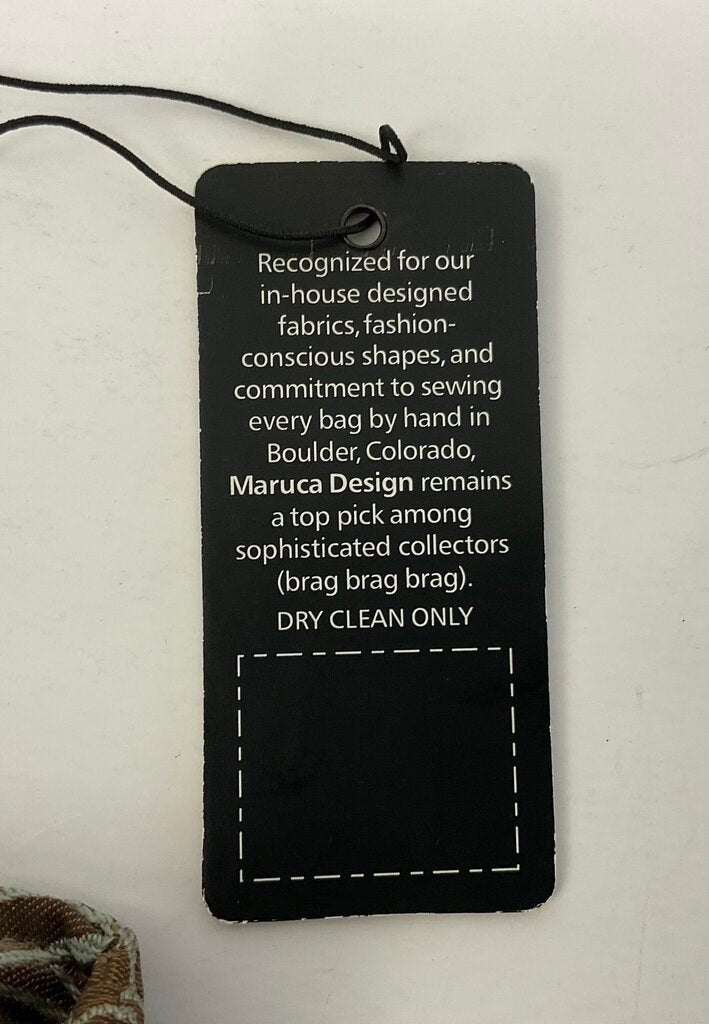 Recognized for our
in-house designed
fabrics, fashion-
conscious shapes, and
commitment to sewing
every bag by hand in
Boulder, Colorado,
Maruca Design remains
a top pick among
sophisticated collectors
(brag brag brag).
DRY CLEAN ONLY